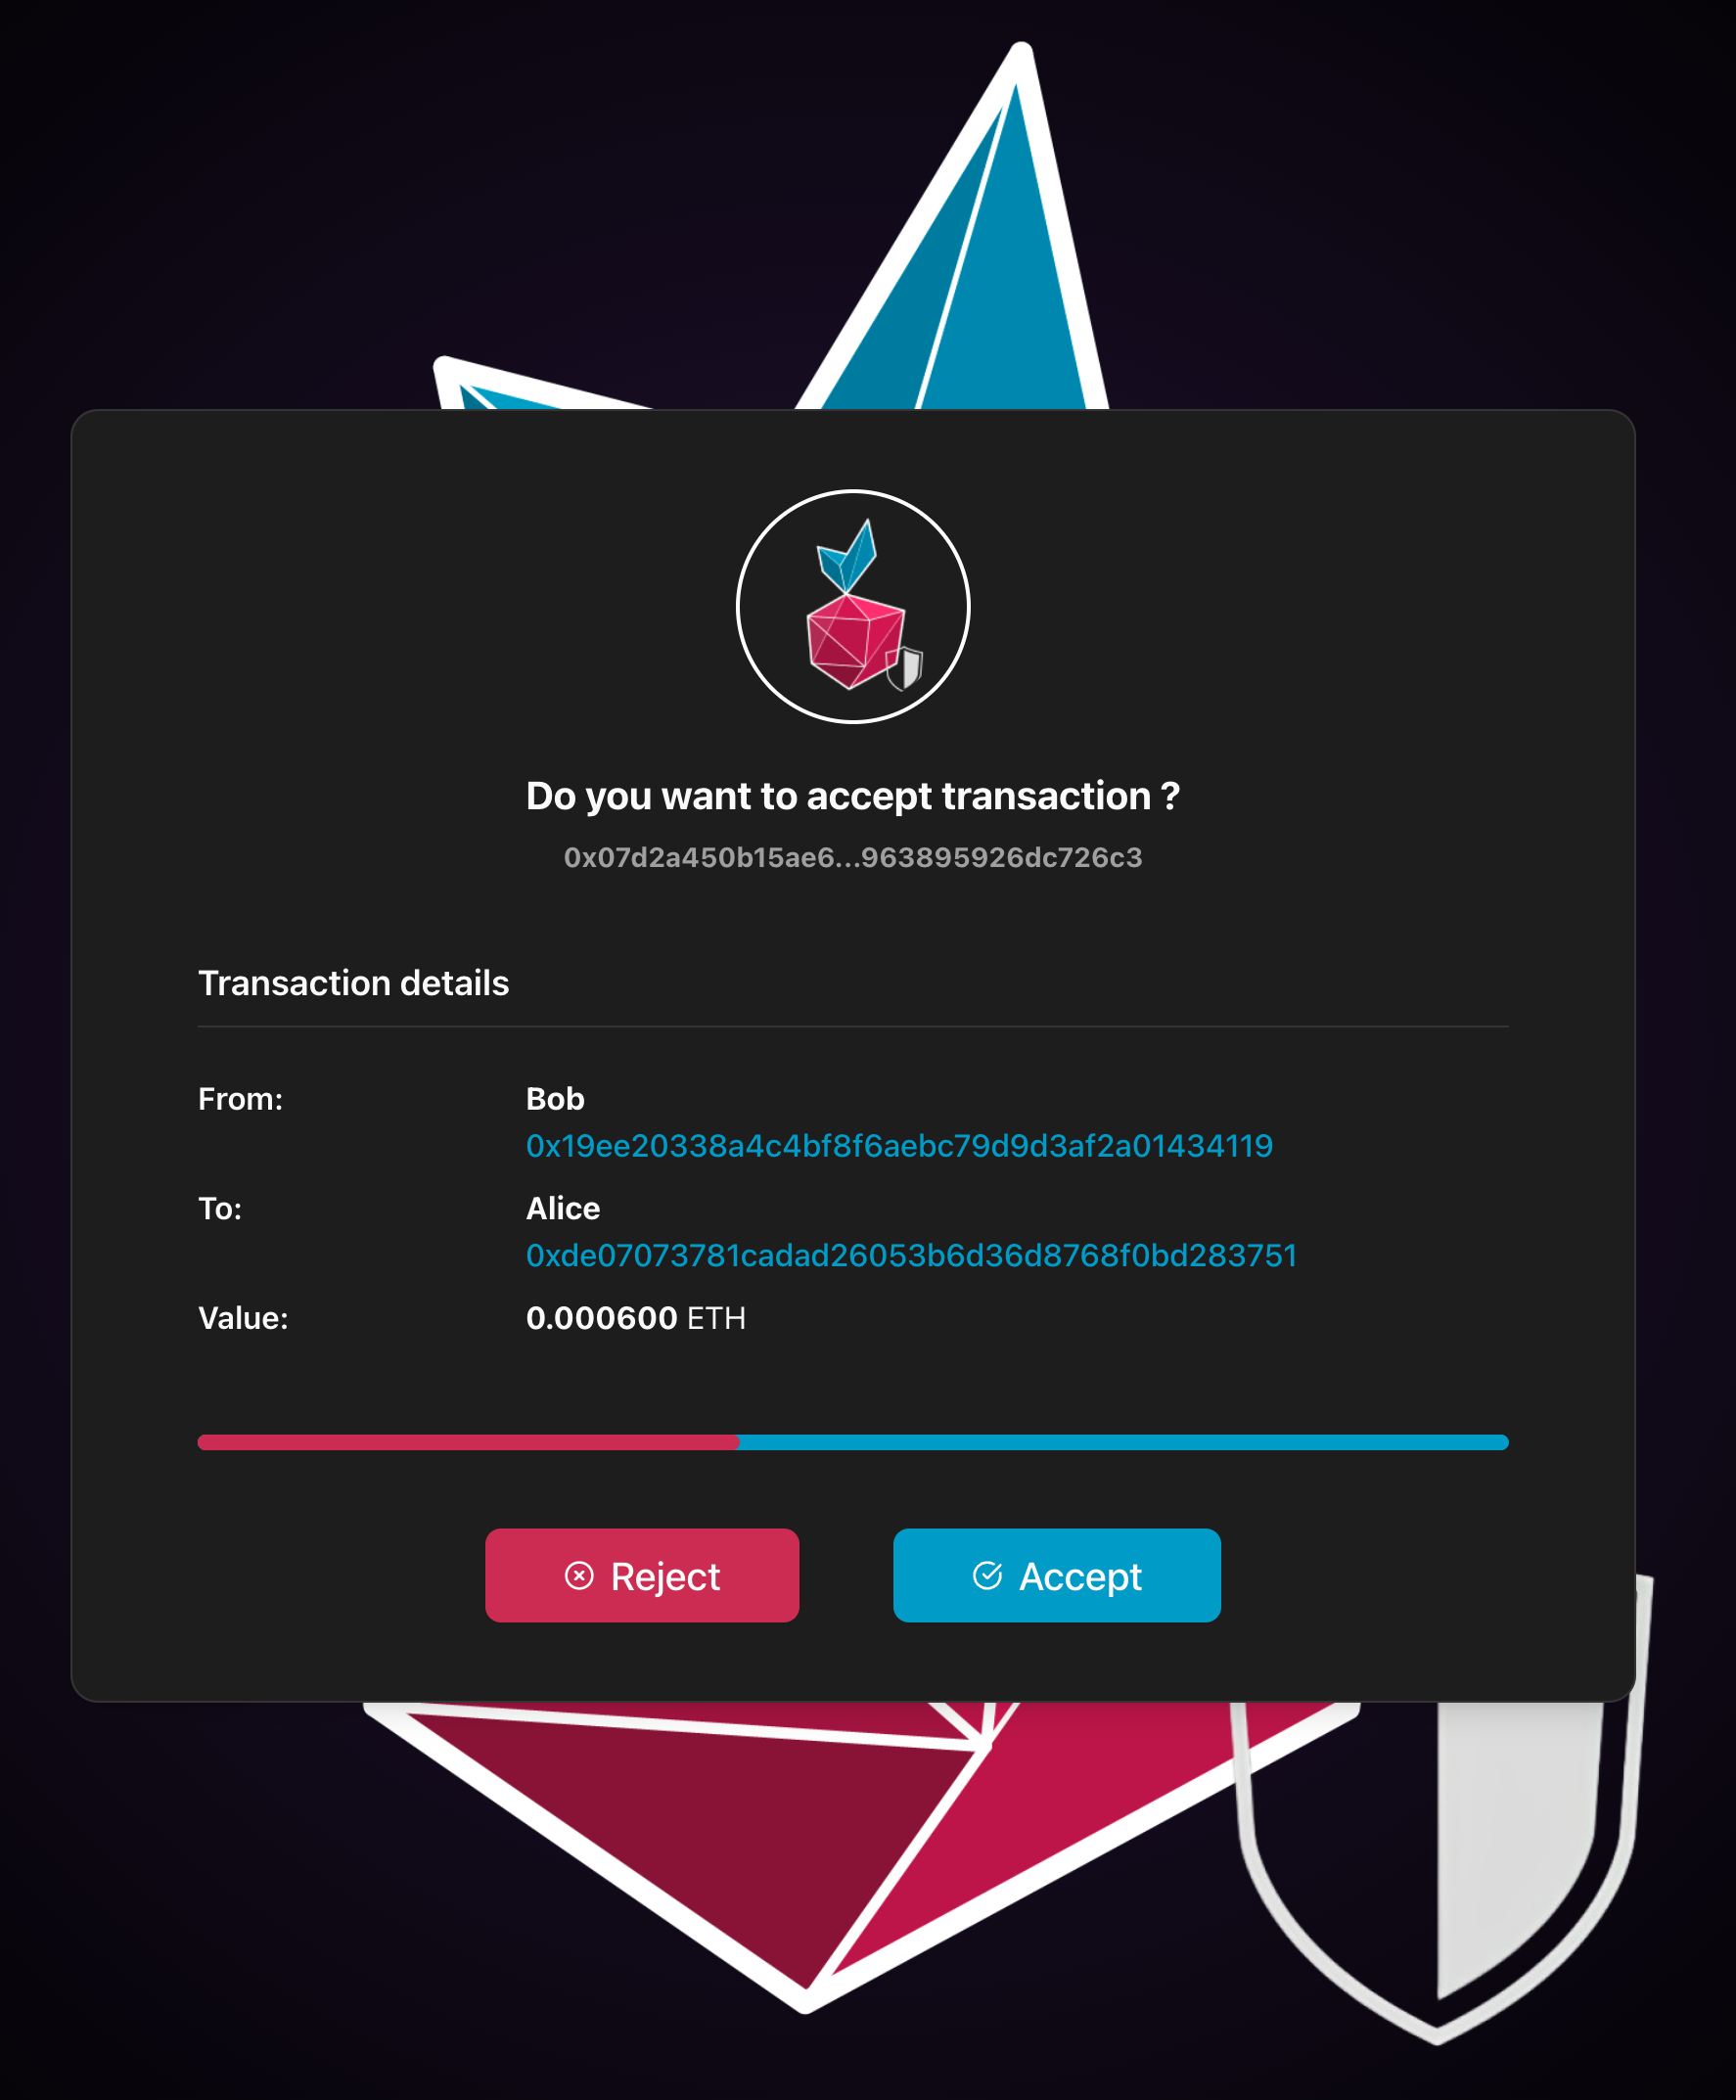 Do you want to accept transaction ?
0x07d2a450b15ae6...963895926dc726c3
Transaction details
From: Bob
0x19ee20338a4c4bf8f6aebc79d9d3af2a01434119
To: Alice
0xde07073781cadad26053b6d36d8768f0bd283751
Value: 0.000600 ETH
Reject Accept